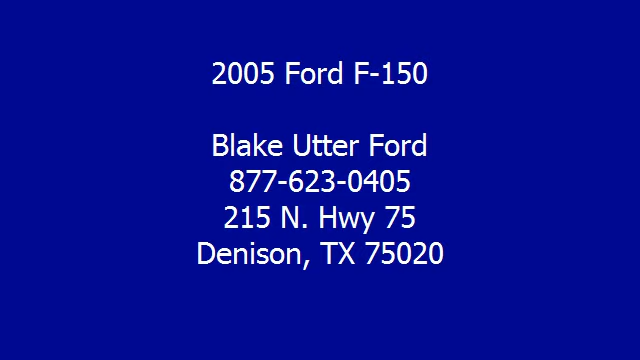 2005 Ford F-150
Blake Utter Ford
877-623-0405
215 N. Hwy 75
Denison, TX 75020